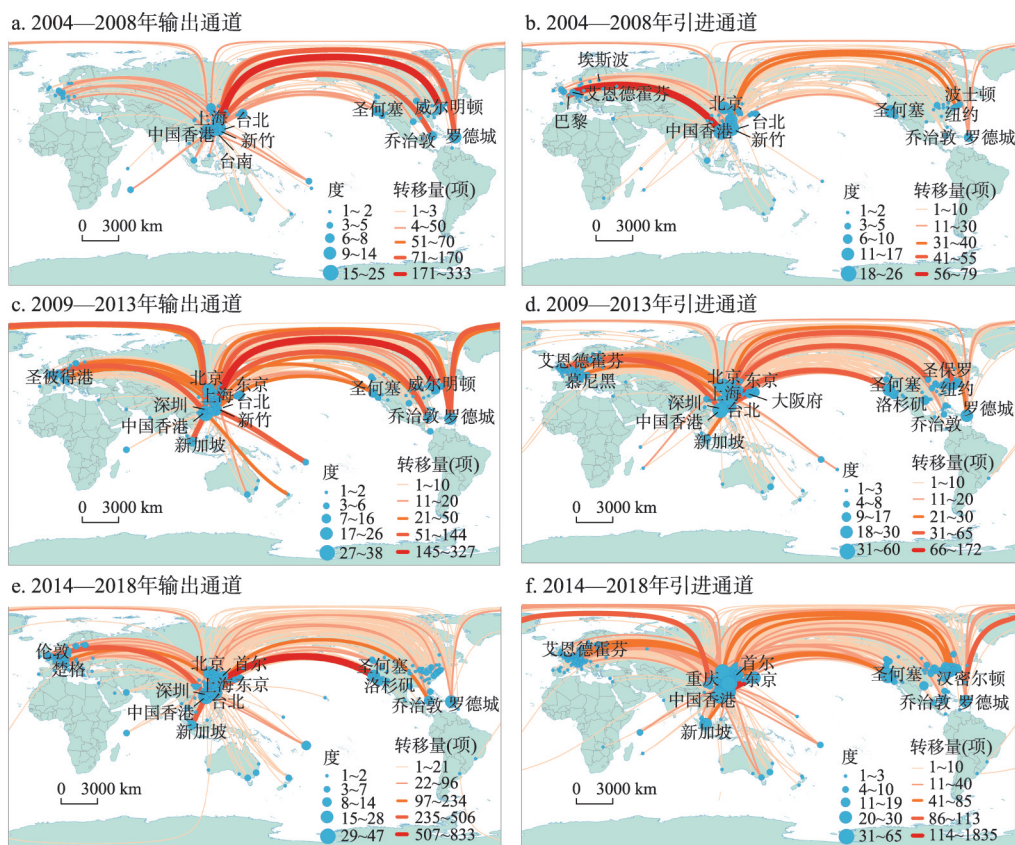 a. 2004—2008年输出通道
上海
台北
中国香港
新竹
台南
圣何塞
威尔明顿
乔治敦
罗德城
0 3000 km
度
1~2
3~5
6~8
9~14
15~25
转移量(项)
1~3
4~50
51~70
71~170
171~333
b. 2004—2008年引进通道
埃斯波
艾恩德霍芬
巴黎
北京
中国香港
台北
新竹
圣何塞
波士顿
纽约
乔治敦
罗德城
0 3000 km
度
1~2
3~5
6~10
11~17
18~26
转移量(项)
1~10
11~30
31~40
41~55
56~79
c. 2009—2013年输出通道
圣彼得港
北京
上海
东京
深圳
台北
中国香港
新竹
新加坡
圣何塞
威尔明顿
乔治敦
罗德城
0 3000 km
度
1~2
3~6
7~16
17~26
27~38
转移量(项)
1~10
11~20
21~50
51~144
145~327
d. 2009—2013年引进通道
艾恩德霍芬
慕尼黑
北京
东京
上海
大阪府
深圳
台北
中国香港
新加坡
圣何塞
圣保罗
纽约
洛杉矶
乔治敦
罗德城
0 3000 km
度
1~3
4~8
9~17
18~30
31~60
转移量(项)
1~10
11~20
21~30
31~65
66~172
e. 2014—2018年输出通道
伦敦
楚格
北京
首尔
深圳
上海
东京
台北
中国香港
新加坡
圣何塞
洛杉矶
乔治敦
罗德城
0 3000 km
度
1~2
3~7
8~14
15~28
29~47
转移量(项)
1~21
22~96
97~234
235~506
507~833
f. 2014—2018年引进通道
艾恩德霍芬
首尔
重庆
东京
中国香港
新加坡
圣何塞
汉密尔顿
乔治敦
罗德城
0 3000 km
度
1~3
4~10
11~19
20~30
31~65
转移量(项)
1~10
11~40
41~85
86~113
114~1835